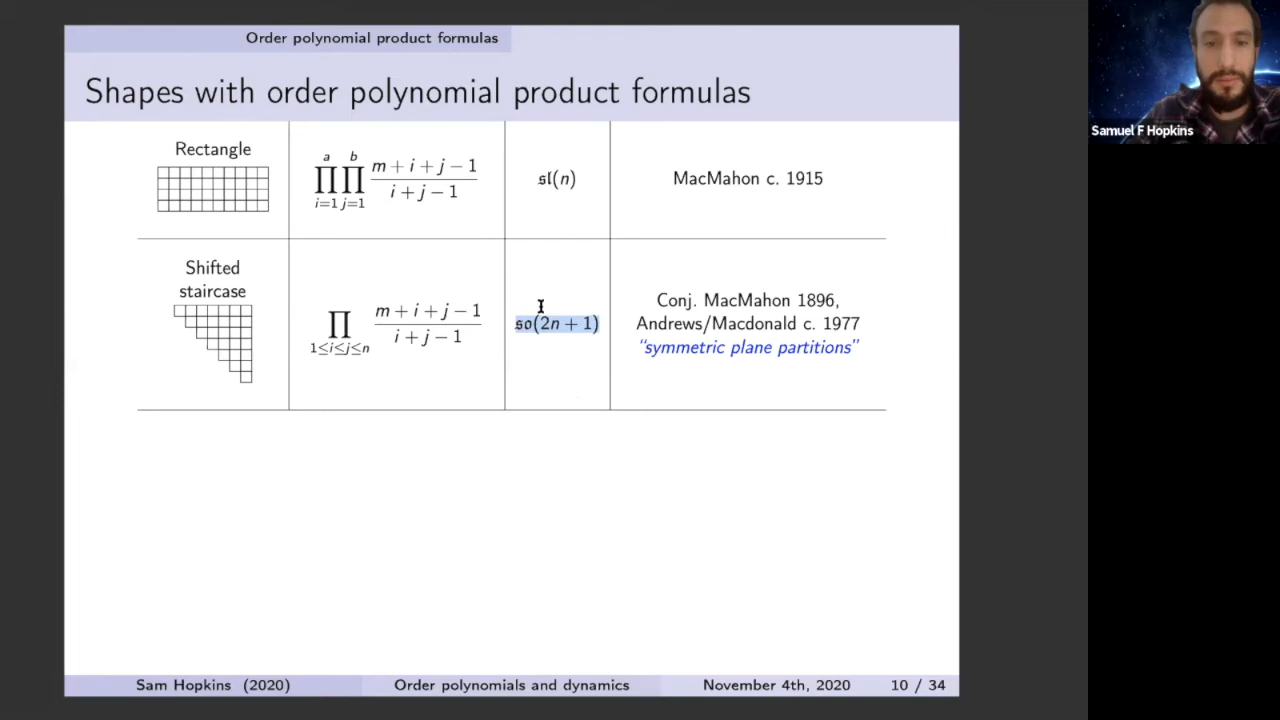 Order polynomial product formulas
Shapes with order polynomial product formulas
Rectangle
∏_{i=1}^{a} ∏_{j=1}^{b} (m + i + j − 1)/(i + j − 1)
𝔰𝔩(n)
MacMahon c. 1915
Shifted
staircase
∏_{1≤i≤j≤n} (m + i + j − 1)/(i + j − 1)
𝔰𝔬(2n + 1)
Conj. MacMahon 1896,
Andrews/Macdonald c. 1977
“symmetric plane partitions”
Sam Hopkins (2020)
Order polynomials and dynamics
November 4th, 2020
10 / 34
Samuel F Hopkins